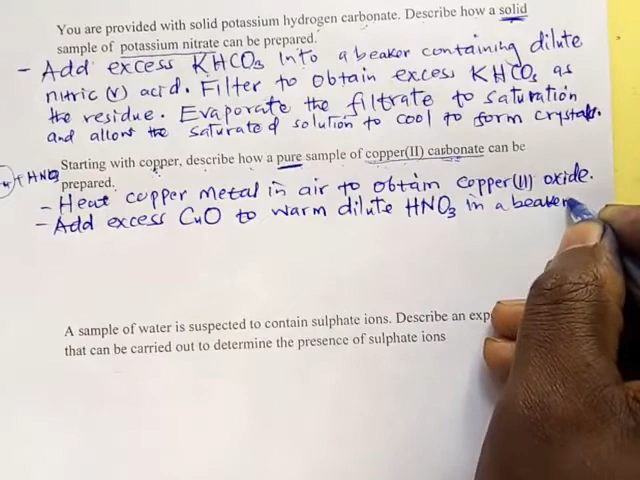 You are provided with solid potassium hydrogen carbonate. Describe how a solid
sample of potassium nitrate can be prepared.
- Add excess KHCO3 into a beaker containing dilute
nitric (V) acid. Filter to obtain excess KHCO3 as
the residue. Evaporate the filtrate to saturation
and allow the saturated solution to cool to form crystals.
Starting with copper, describe how a pure sample of copper(II) carbonate can be
+ HNO3
prepared.
- Heat copper metal in air to obtain copper(II) oxide.
- Add excess CuO to warm dilute HNO3 in a beaker
A sample of water is suspected to contain sulphate ions. Describe an exp
that can be carried out to determine the presence of sulphate ions